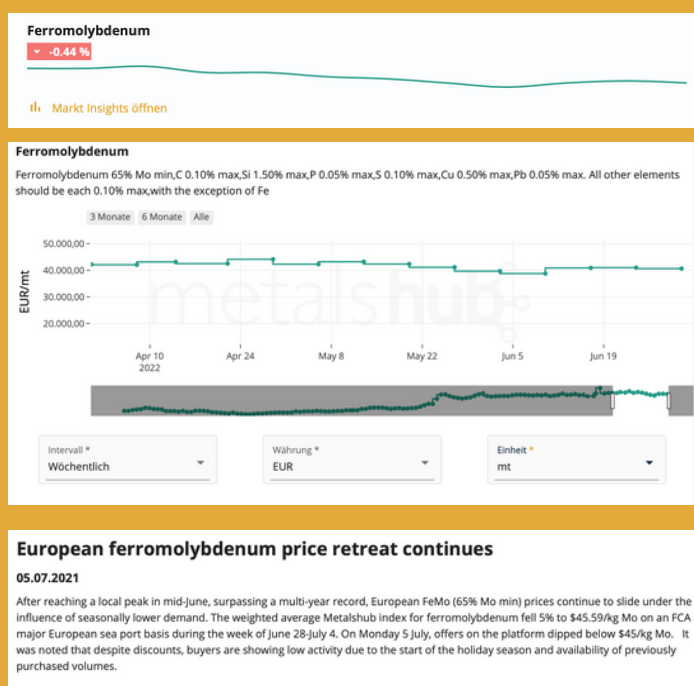 Ferromolybdenum
-0.44 %
Markt Insights öffnen
Ferromolybdenum
Ferromolybdenum 65% Mo min,C 0.10% max,Si 1.50% max,P 0.05% max,S 0.10% max,Cu 0.50% max,Pb 0.05% max. All other elements
should be each 0.10% max,with the exception of Fe
3 Monate 6 Monate Alle
50.000,00
40.000,00
30.000,00
20.000,00
EUR/mt
metalshub
Apr 10 Apr 24 May 8 May 22 Jun 5 Jun 19
2022
Intervall * Währung * Einheit *
Wöchentlich EUR mt
European ferromolybdenum price retreat continues
05.07.2021
After reaching a local peak in mid-June, surpassing a multi-year record, European FeMo (65% Mo min) prices continue to slide under the
influence of seasonally lower demand. The weighted average Metalshub index for ferromolybdenum fell 5% to $45.59/kg Mo on an FCA
major European sea port basis during the week of June 28-July 4. On Monday 5 July, offers on the platform dipped below $45/kg Mo. It
was noted that despite discounts, buyers are showing low activity due to the start of the holiday season and availability of previously
purchased volumes.